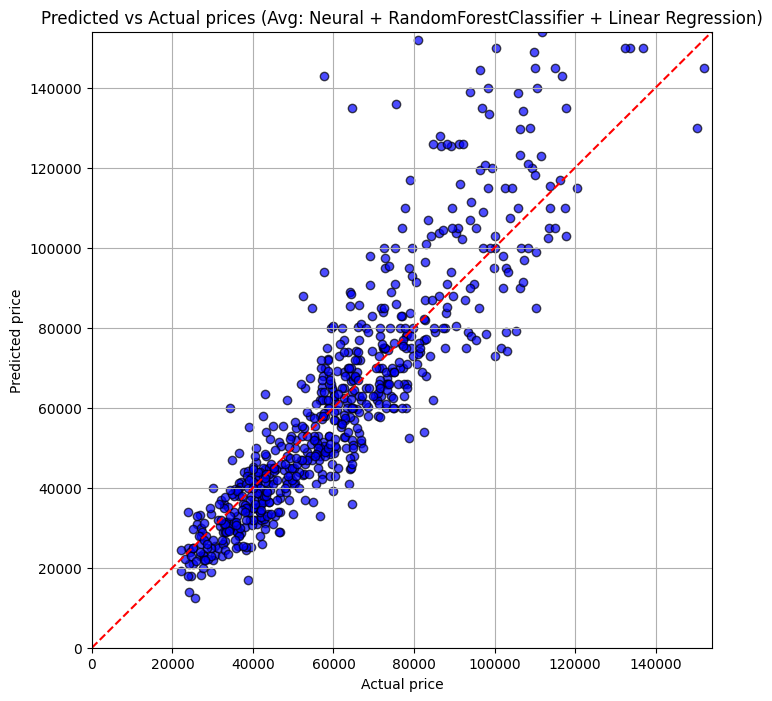 Predicted vs Actual prices (Avg: Neural + RandomForestClassifier + Linear Regression)
140000
120000
100000
80000
60000
40000
20000
0
Predicted price
0 20000 40000 60000 80000 100000 120000 140000
Actual price